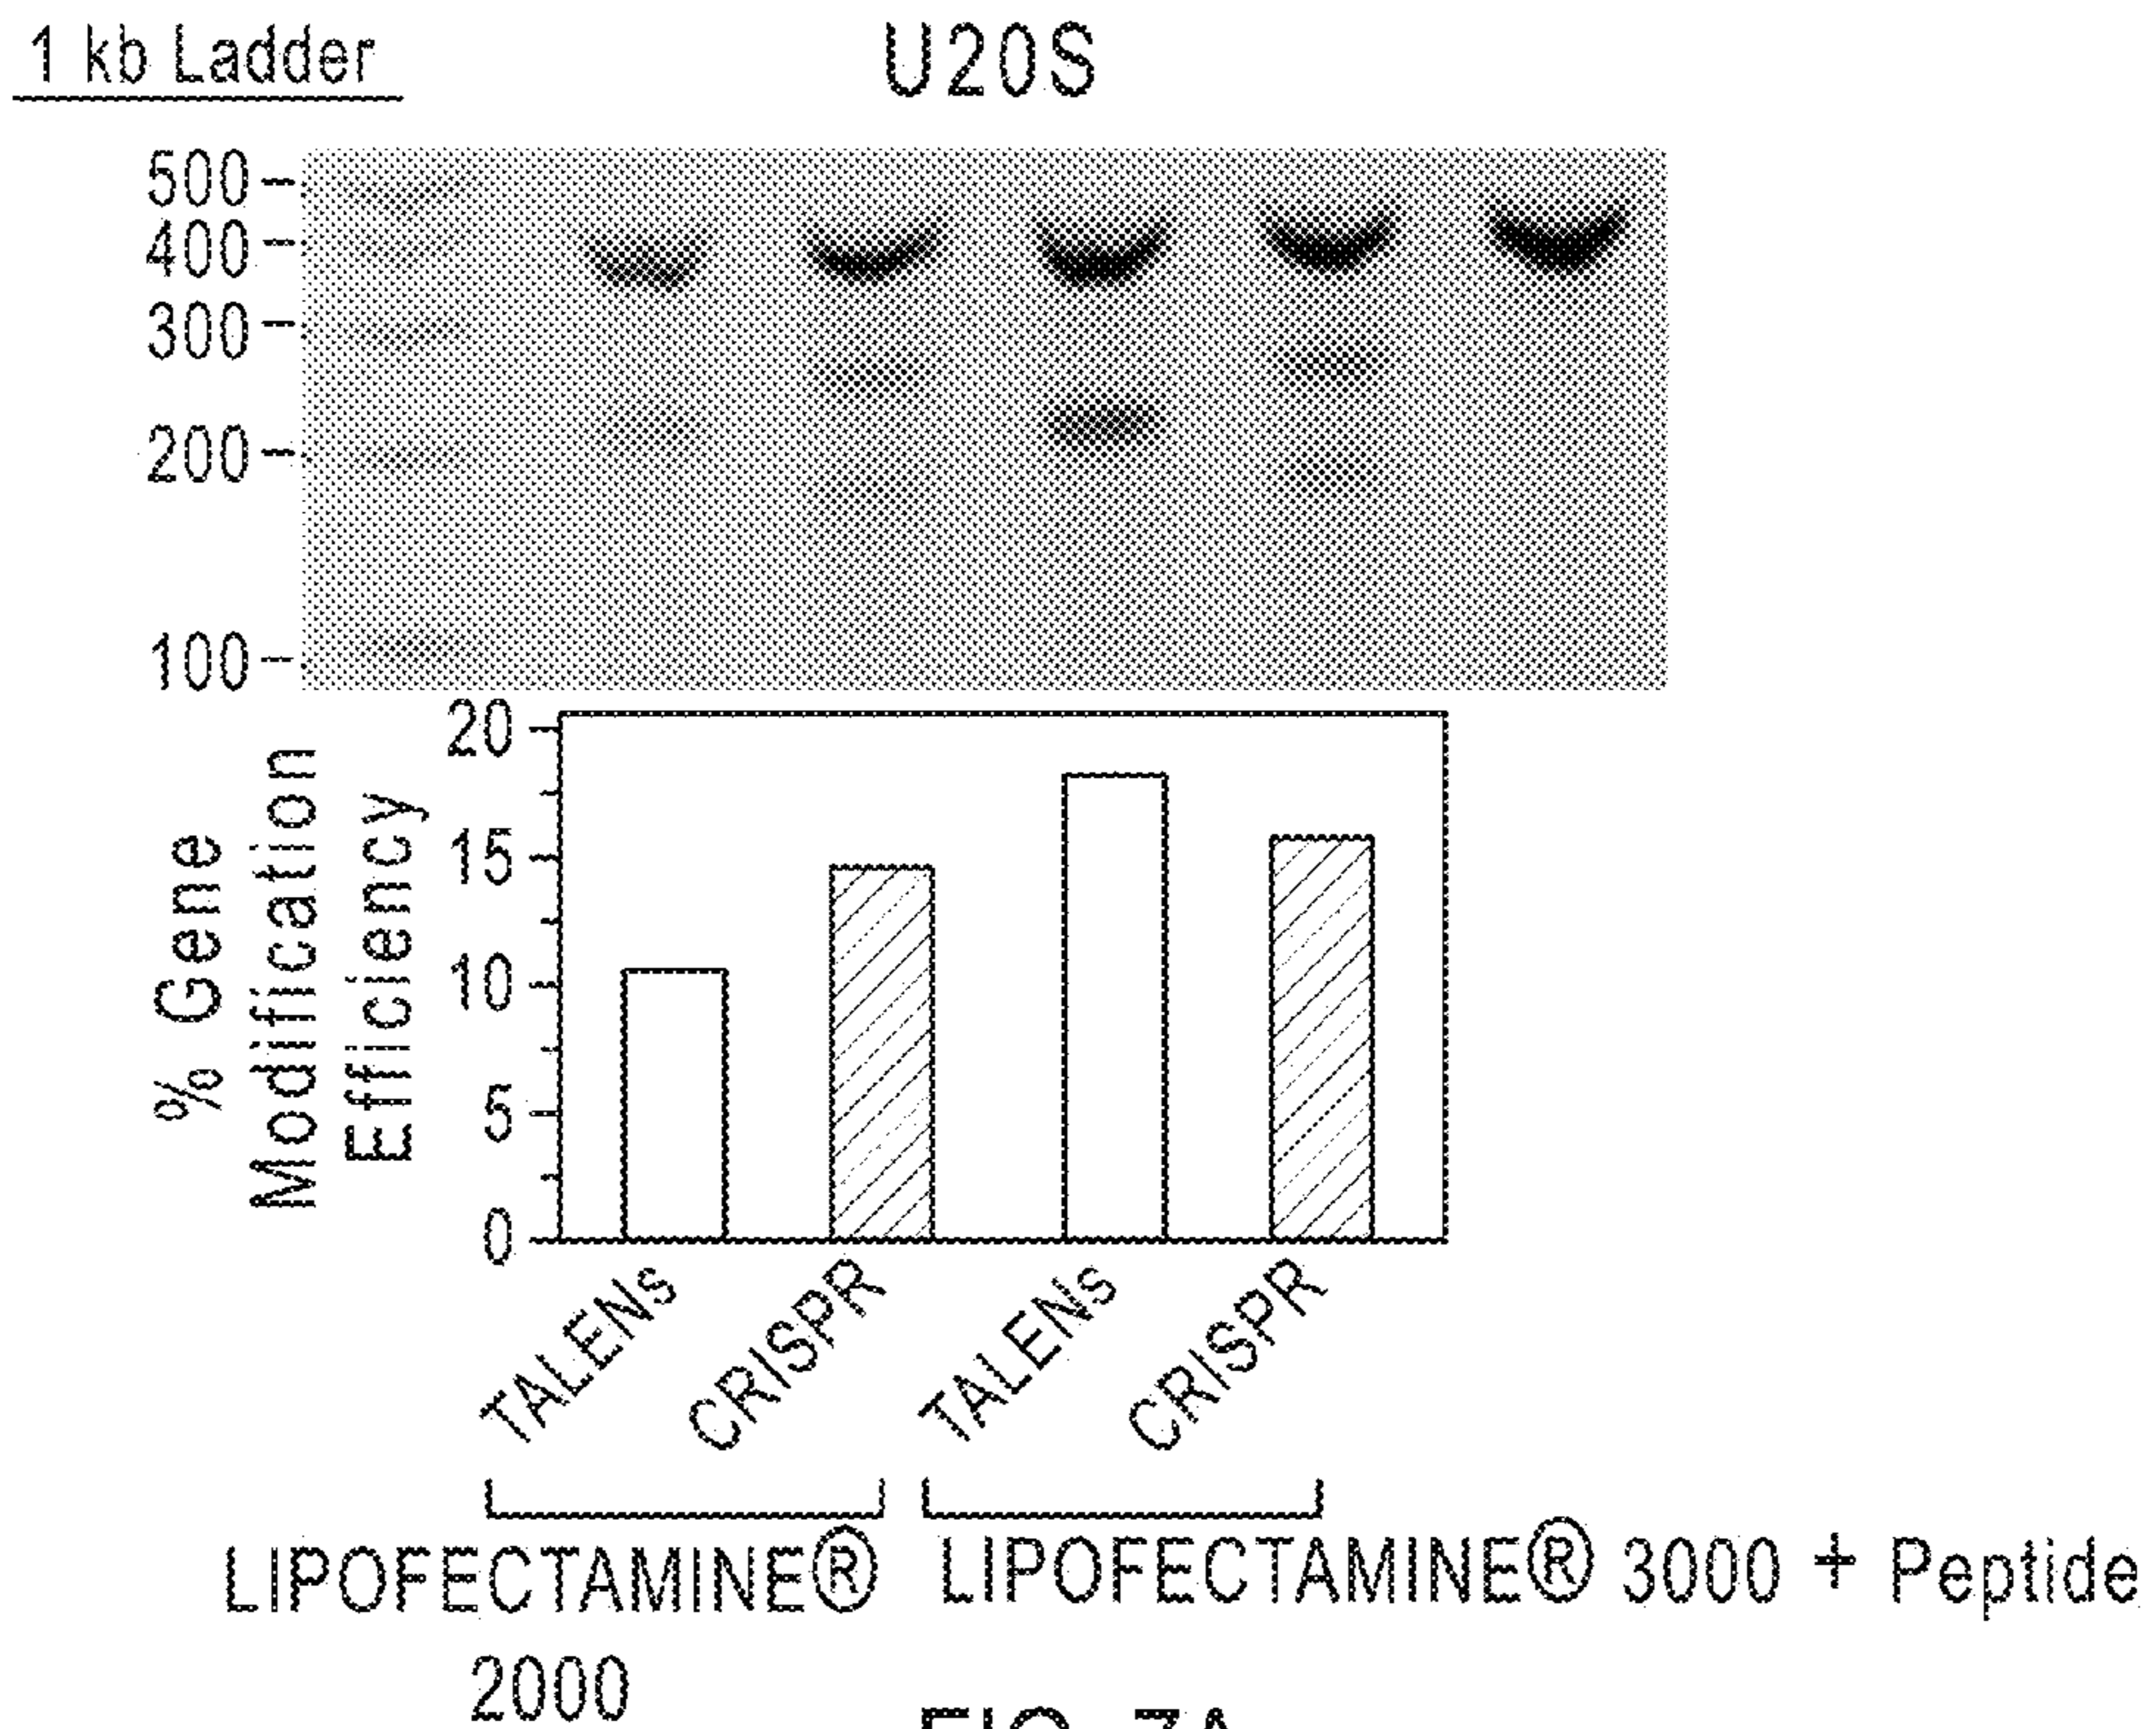 1 kb Ladder
U20S
500
400
300
200
100
% Gene
Modification
Efficiency
20
15
10
5
0
TALENs
CRISPR
TALENs
CRISPR
LIPOFECTAMINE®
2000
LIPOFECTAMINE® 3000 + Peptide